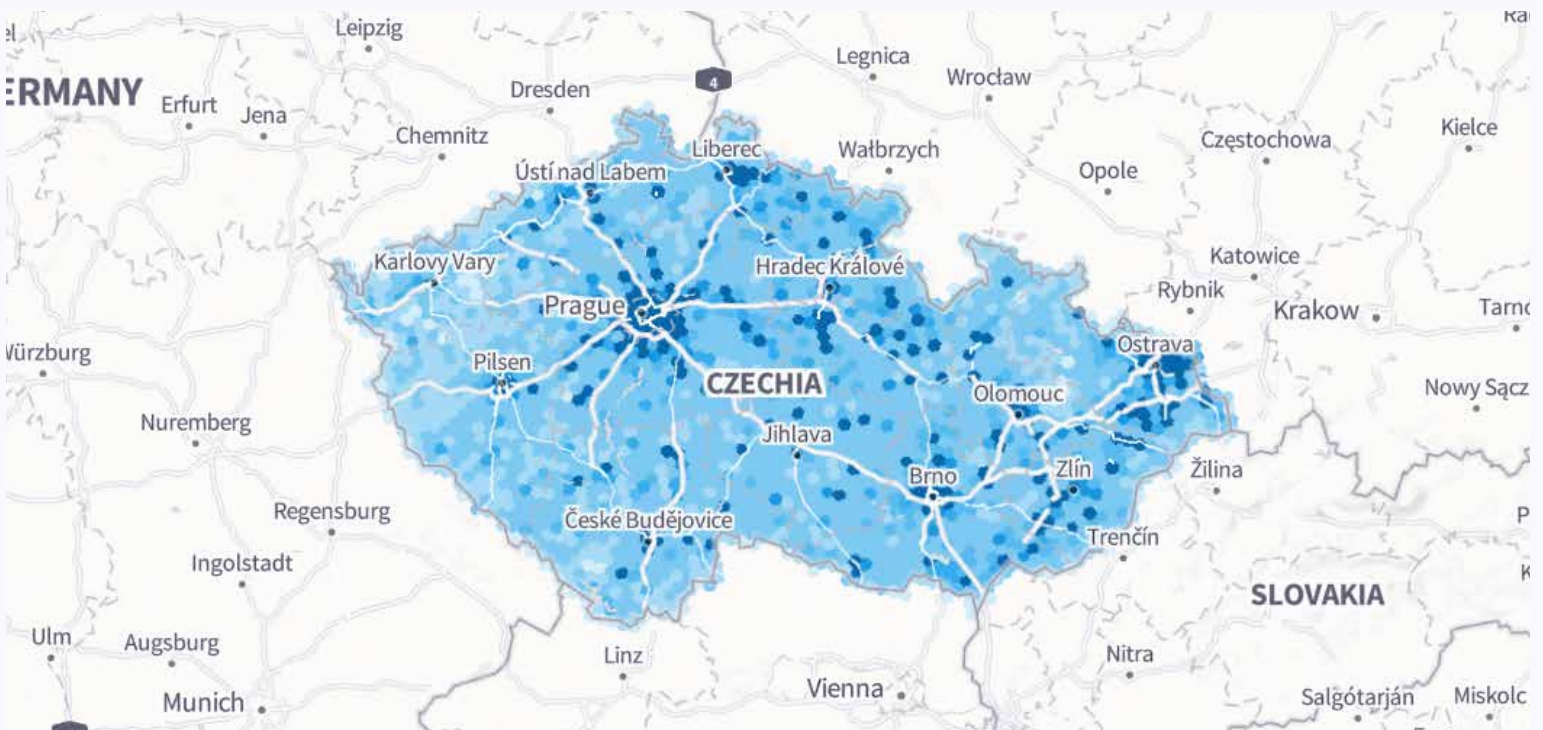 Leipzig
Legnica
Wrocław
ERMANY
Dresden
4
Erfurt
Jena
Chemnitz
Częstochowa
Kielce
Liberec
Wałbrzych
Ústí nad Labem
Opole
Karlovy Vary
Hradec Králové
Katowice
Prague
Rybnik
Krakow
Tarno
Würzburg
Pilsen
CZECHIA
Ostrava
Olomouc
Nowy Sącz
Nuremberg
Jihlava
Brno
Zlín
Žilina
Regensburg
České Budějovice
Trenčín
Ingolstadt
SLOVAKIA
Ulm
Augsburg
Linz
Nitra
Munich
Vienna
Salgótarján
Miskolc